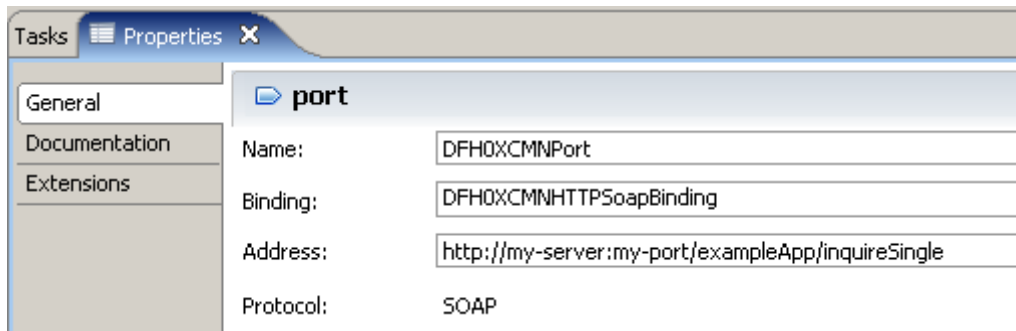 Tasks Properties
General
port
Documentation
Name: DFH0XCMNPort
Extensions
Binding: DFH0XCMNHTTPSoapBinding
Address: http://my-server:my-port/exampleApp/inquireSingle
Protocol: SOAP